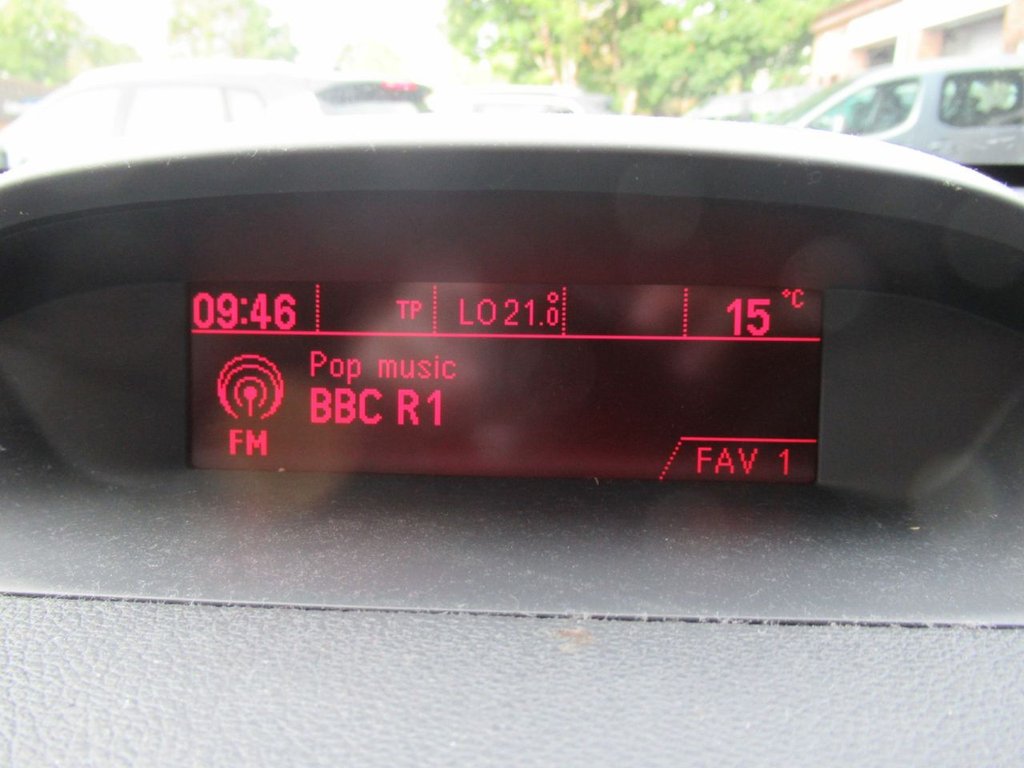 09:46 TP LO 21.0° 15 °C
Pop music
BBC R1
FM
FAV 1